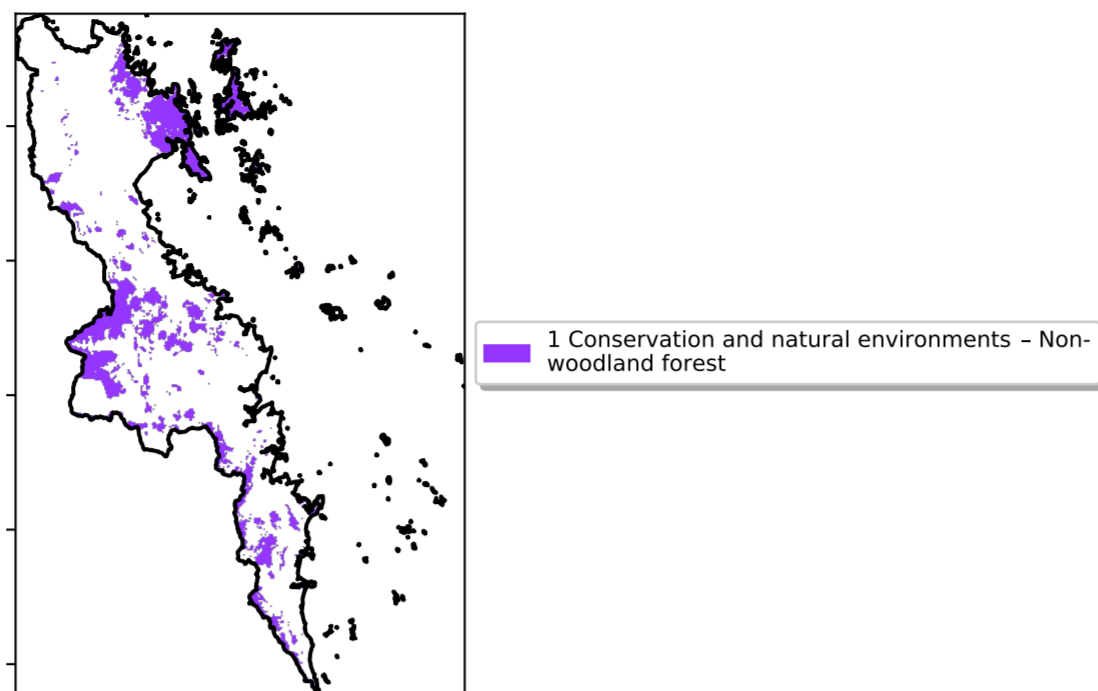 1 Conservation and natural environments – Non-
woodland forest